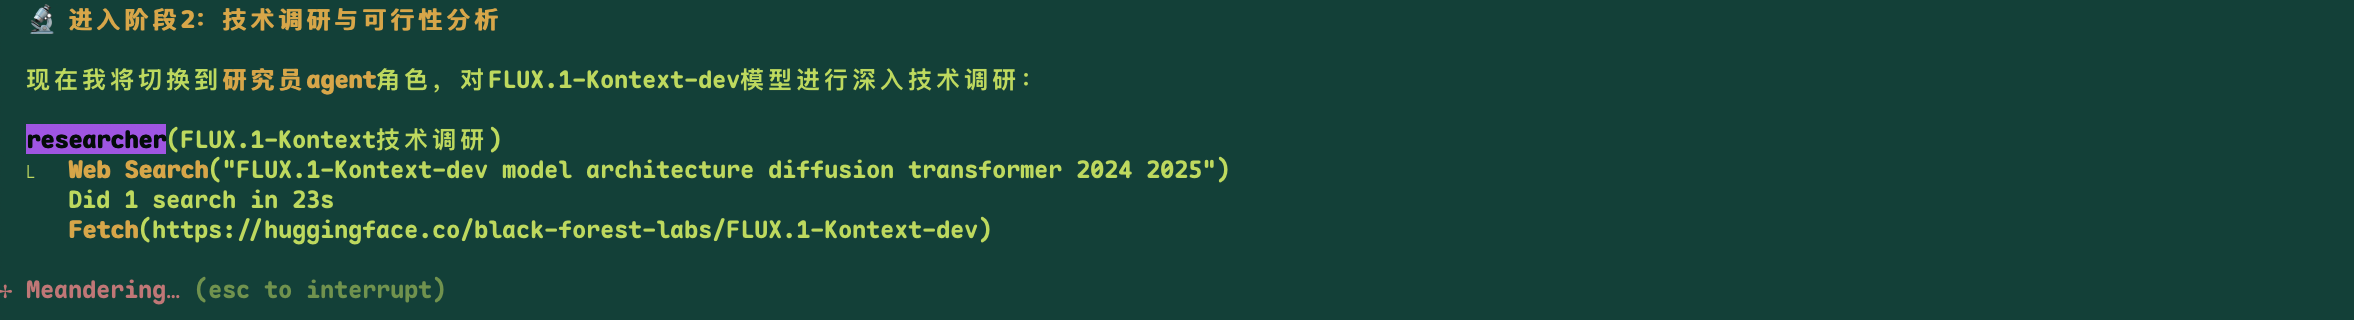 🔬 进入阶段2: 技术调研与可行性分析
现在我将切换到研究员agent角色, 对FLUX.1-Kontext-dev模型进行深入技术调研:
researcher(FLUX.1-Kontext技术调研)
⎿ Web Search("FLUX.1-Kontext-dev model architecture diffusion transformer 2024 2025")
Did 1 search in 23s
Fetch(https://huggingface.co/black-forest-labs/FLUX.1-Kontext-dev)
✢ Meandering… (esc to interrupt)